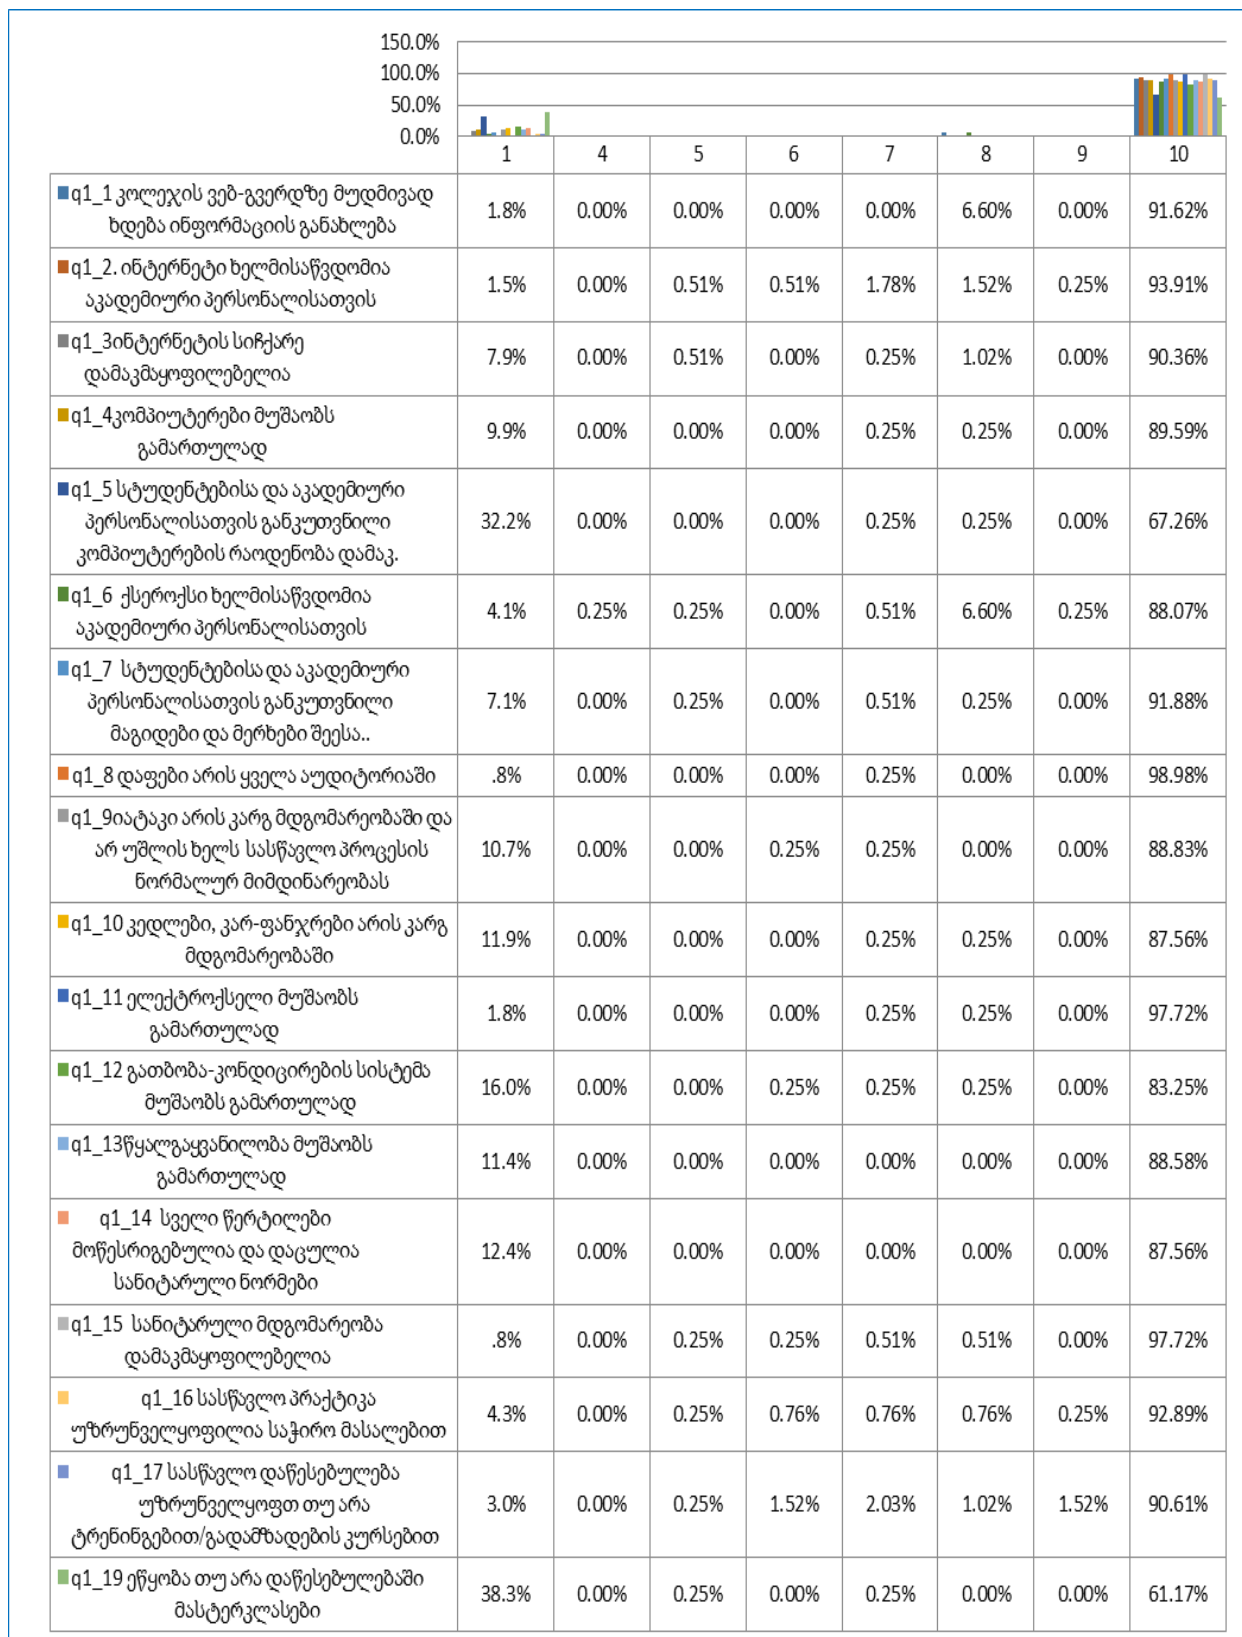 150.0%
100.0%
50.0%
0.0%
1 4 5 6 7 8 9 10
q1_1 კოლეჯის ვებ-გვერდზე მუდმივად
ხდება ინფორმაციის განახლება
1.8% 0.00% 0.00% 0.00% 0.00% 6.60% 0.00% 91.62%
q1_2. ინტერნეტი ხელმისაწვდომია
აკადემიური პერსონალისათვის
1.5% 0.00% 0.51% 0.51% 1.78% 1.52% 0.25% 93.91%
q1_3ინტერნეტის სიჩქარე
დამაკმაყოფილებელია
7.9% 0.00% 0.51% 0.00% 0.25% 1.02% 0.00% 90.36%
q1_4კომპიუტერები მუშაობს
გამართულად
9.9% 0.00% 0.00% 0.00% 0.25% 0.25% 0.00% 89.59%
q1_5 სტუდენტებისა და აკადემიური
პერსონალისათვის განკუთვნილი
კომპიუტერების რაოდენობა დამაკ.
32.2% 0.00% 0.00% 0.00% 0.25% 0.25% 0.00% 67.26%
q1_6 ქსეროქსი ხელმისაწვდომია
აკადემიური პერსონალისათვის
4.1% 0.25% 0.25% 0.00% 0.51% 6.60% 0.25% 88.07%
q1_7 სტუდენტებისა და აკადემიური
პერსონალისათვის განკუთვნილი
მაგიდები და მერხები შეესა..
7.1% 0.00% 0.25% 0.00% 0.51% 0.25% 0.00% 91.88%
q1_8 დაფები არის ყველა აუდიტორიაში
.8% 0.00% 0.00% 0.00% 0.25% 0.00% 0.00% 98.98%
q1_9იატაკი არის კარგ მდგომარეობაში და
არ უშლის ხელს სასწავლო პროცესის
ნორმალურ მიმდინარეობას
10.7% 0.00% 0.00% 0.25% 0.25% 0.00% 0.00% 88.83%
q1_10 კედლები, კარ-ფანჯრები არის კარგ
მდგომარეობაში
11.9% 0.00% 0.00% 0.00% 0.25% 0.25% 0.00% 87.56%
q1_11 ელექტროქსელი მუშაობს
გამართულად
1.8% 0.00% 0.00% 0.00% 0.25% 0.25% 0.00% 97.72%
q1_12 გათბობა-კონდიცირების სისტემა
მუშაობს გამართულად
16.0% 0.00% 0.00% 0.25% 0.25% 0.25% 0.00% 83.25%
q1_13წყალგაყვანილობა მუშაობს
გამართულად
11.4% 0.00% 0.00% 0.00% 0.00% 0.00% 0.00% 88.58%
q1_14 სველი წერტილები
მოწესრიგებულია და დაცულია
სანიტარული ნორმები
12.4% 0.00% 0.00% 0.00% 0.00% 0.00% 0.00% 87.56%
q1_15 სანიტარული მდგომარეობა
დამაკმაყოფილებელია
.8% 0.00% 0.25% 0.25% 0.51% 0.51% 0.00% 97.72%
q1_16 სასწავლო პრაქტიკა
უზრუნველყოფილია საჭირო მასალებით
4.3% 0.00% 0.25% 0.76% 0.76% 0.76% 0.25% 92.89%
q1_17 სასწავლო დაწესებულება
უზრუნველყოფთ თუ არა
ტრენინგებით/გადამზადების კურსებით
3.0% 0.00% 0.25% 1.52% 2.03% 1.02% 1.52% 90.61%
q1_19 ეწყობა თუ არა დაწესებულებაში
მასტერკლასები
38.3% 0.00% 0.25% 0.00% 0.25% 0.00% 0.00% 61.17%